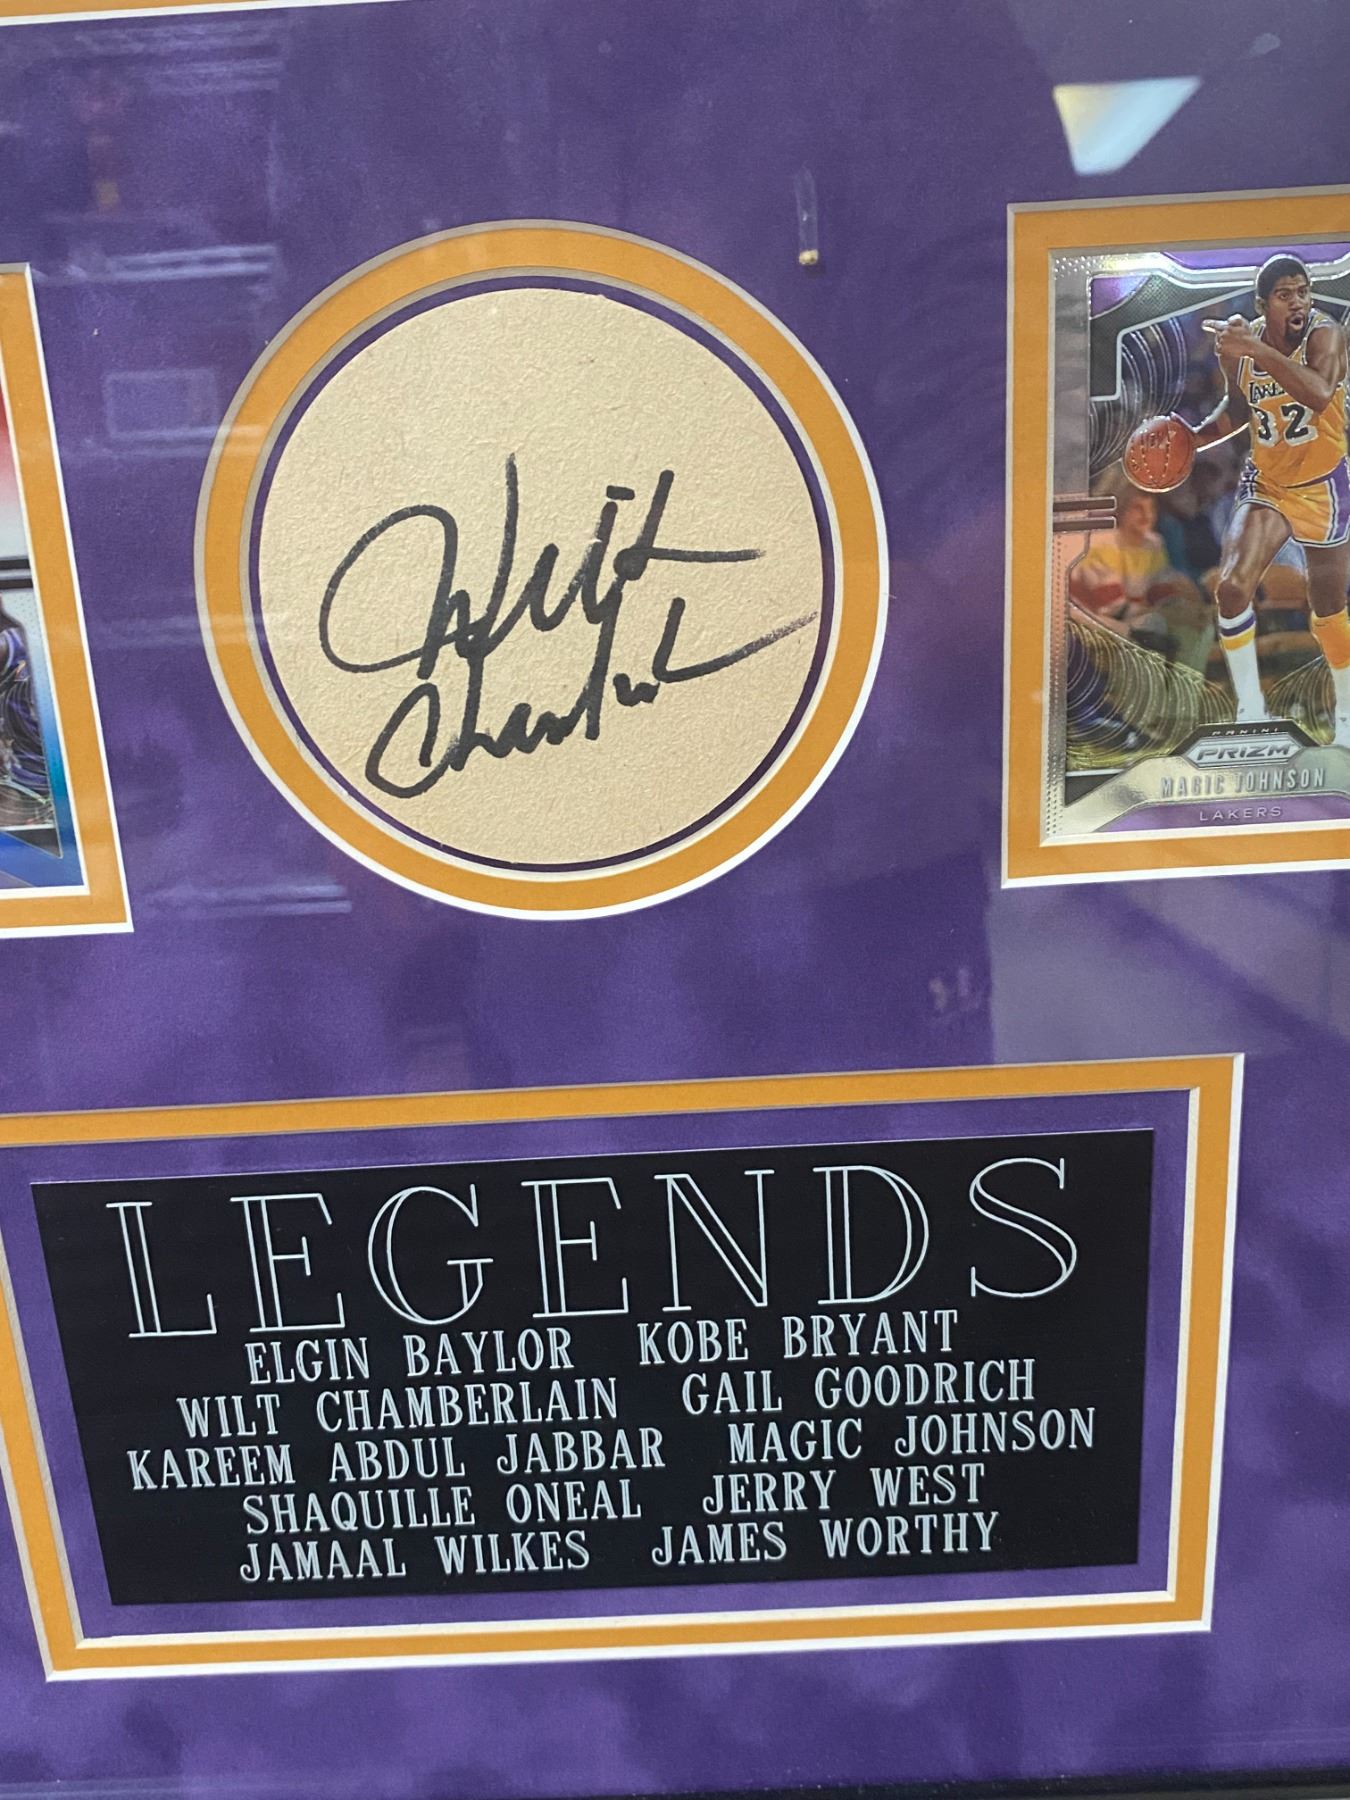 Wilt
Chamberlain
LAKERS
32
PANINI
PRIZM
MAGIC JOHNSON
LAKERS
LEGENDS
ELGIN BAYLOR KOBE BRYANT
WILT CHAMBERLAIN GAIL GOODRICH
KAREEM ABDUL JABBAR MAGIC JOHNSON
SHAQUILLE ONEAL JERRY WEST
JAMAAL WILKES JAMES WORTHY